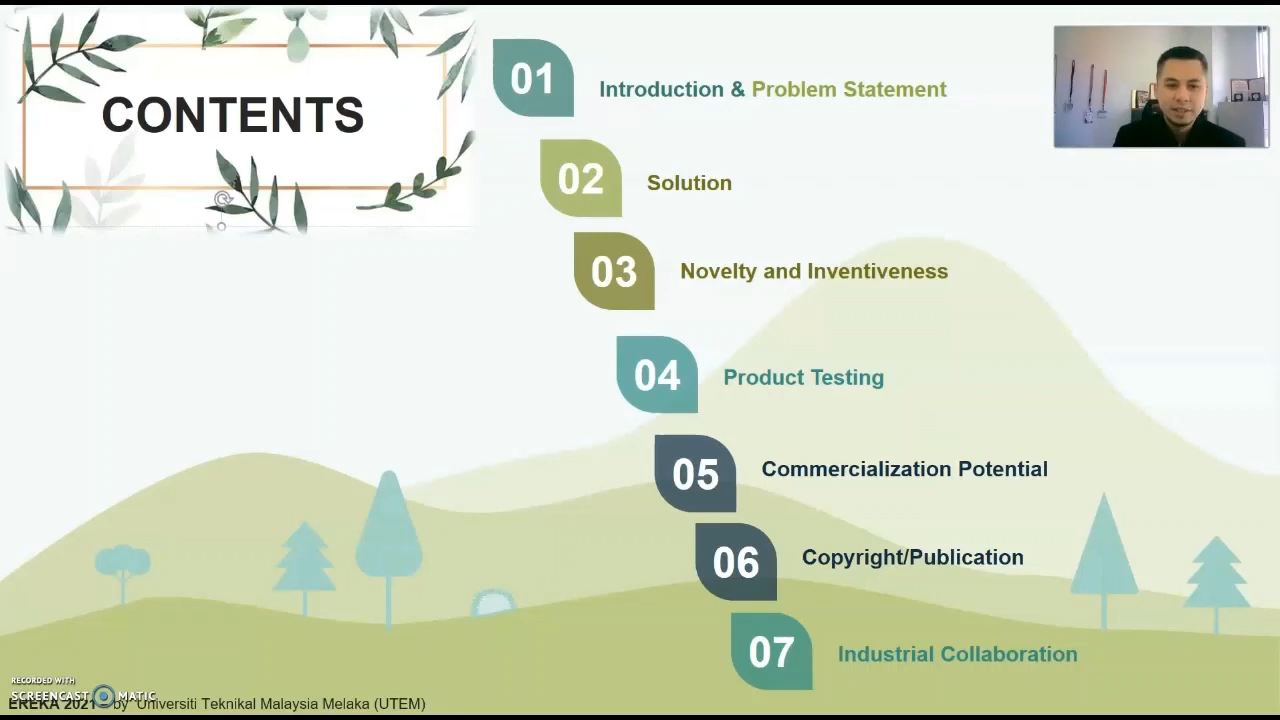 CONTENTS
01
Introduction & Problem Statement
02
Solution
03
Novelty and Inventiveness
04
Product Testing
05
Commercialization Potential
06
Copyright/Publication
07
Industrial Collaboration
RECORDED WITH
SCREENCAST MATIC
EREKA 2021 - by Universiti Teknikal Malaysia Melaka (UTEM)